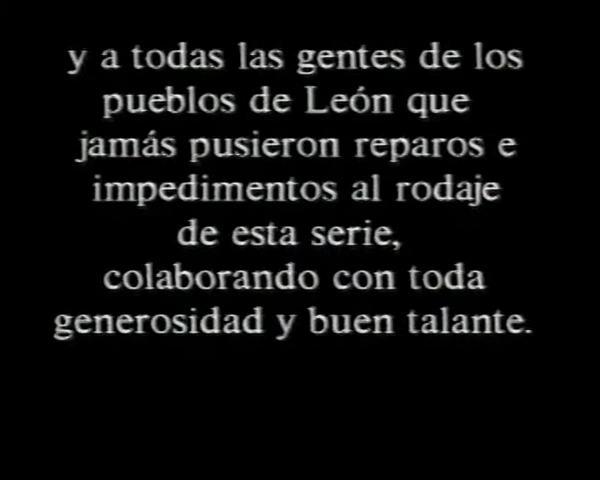 y a todas las gentes de los
pueblos de León que
jamás pusieron reparos e
impedimentos al rodaje
de esta serie,
colaborando con toda
generosidad y buen talante.